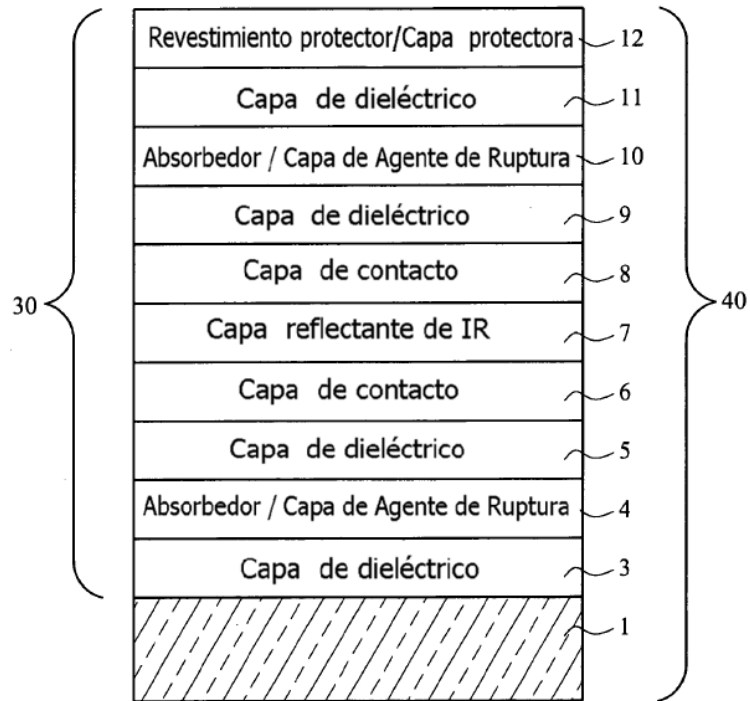 Revestimiento protector/Capa protectora 12
Capa de dieléctrico 11
Absorbedor / Capa de Agente de Ruptura 10
Capa de dieléctrico 9
Capa de contacto 8
30 Capa reflectante de IR 7 40
Capa de contacto 6
Capa de dieléctrico 5
Absorbedor / Capa de Agente de Ruptura 4
Capa de dieléctrico 3
1